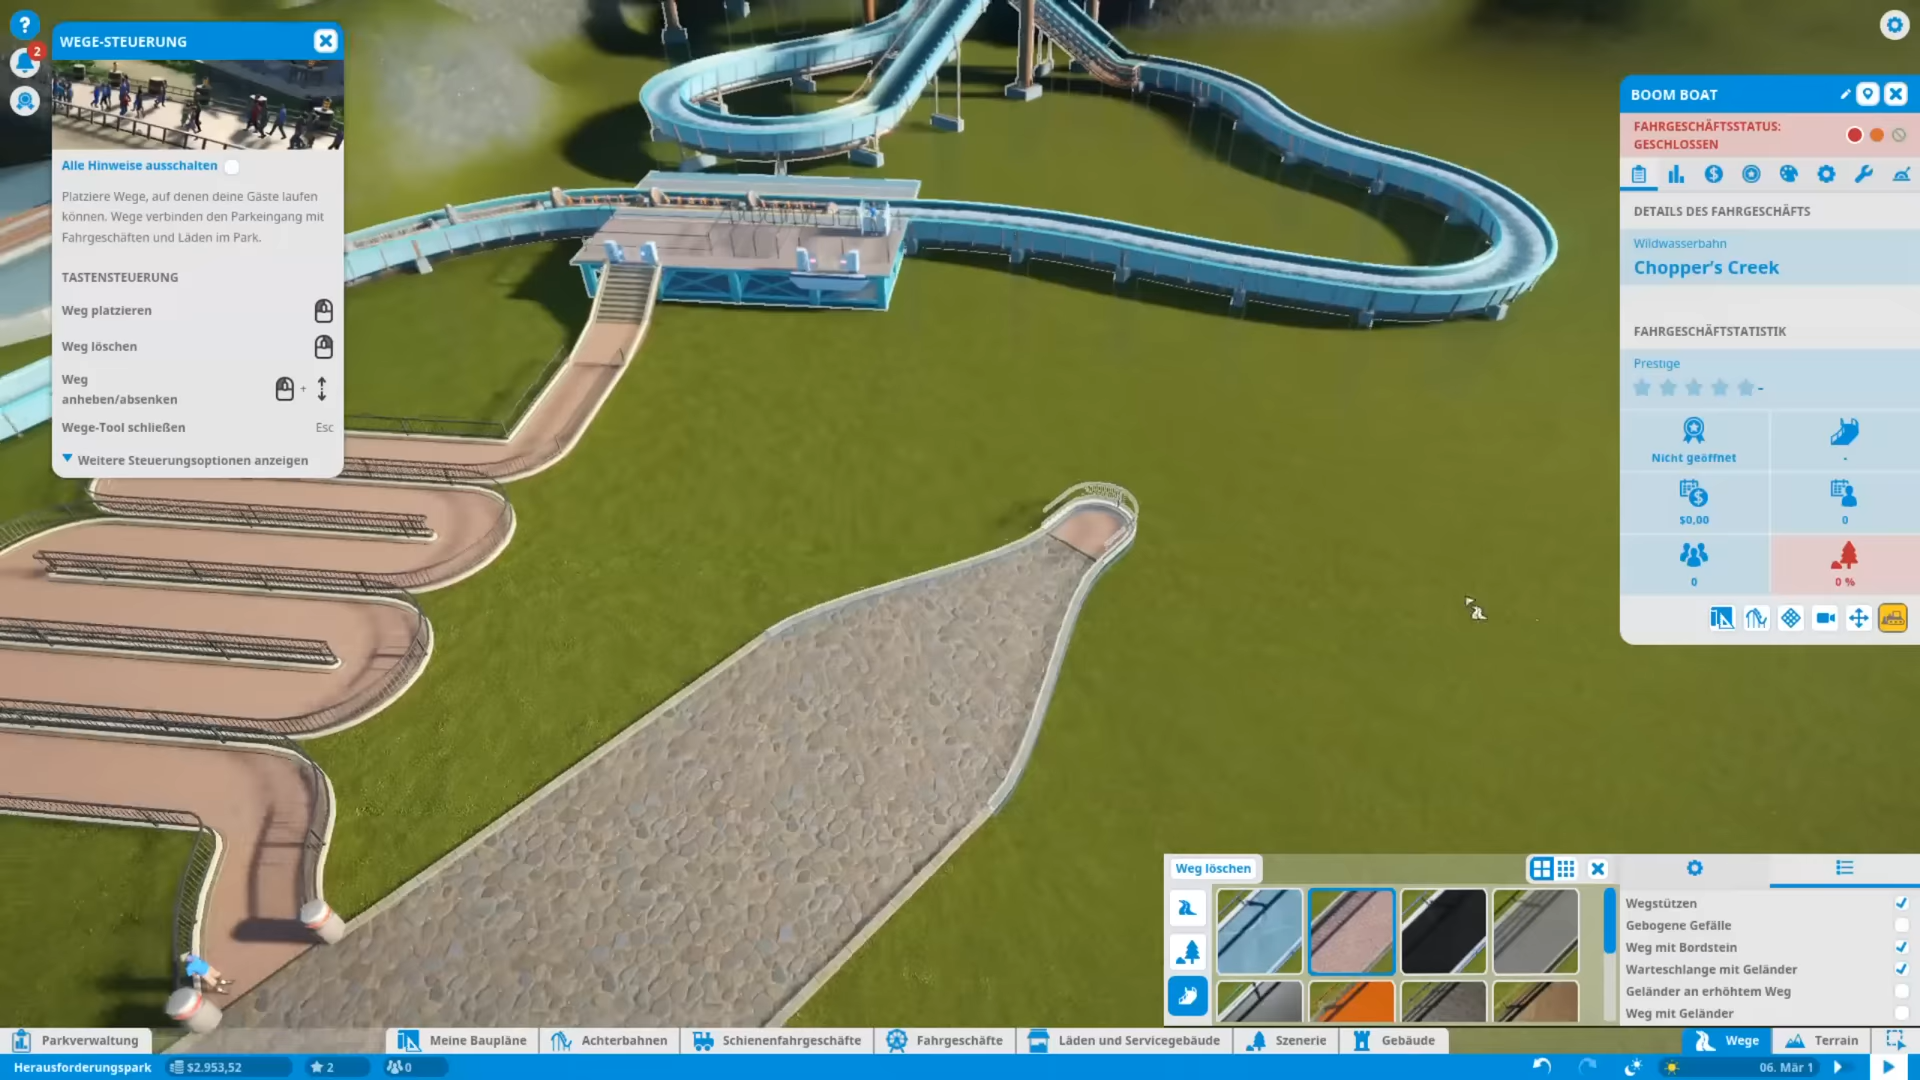 ?
2
WEGE-STEUERUNG
Alle Hinweise ausschalten
Platziere Wege, auf denen deine Gäste laufen
können. Wege verbinden den Parkeingang mit
Fahrgeschäften und Läden im Park.
TASTENSTEUERUNG
Weg platzieren
Weg löschen
Weg
anheben/absenken
+
Wege-Tool schließen
Esc
Weitere Steuerungsoptionen anzeigen
BOOM BOAT
FAHRGESCHÄFTSSTATUS:
GESCHLOSSEN
DETAILS DES FAHRGESCHÄFTS
Wildwasserbahn
Chopper's Creek
FAHRGESCHÄFTSTATISTIK
Prestige
-
Nicht geöffnet
-
$0,00
0
0
0 %
Weg löschen
Wegstützen
Gebogene Gefälle
Weg mit Bordstein
Warteschlange mit Geländer
Geländer an erhöhtem Weg
Weg mit Geländer
Parkverwaltung
Meine Baupläne
Achterbahnen
Schienenfahrgeschäfte
Fahrgeschäfte
Läden und Servicegebäude
Szenerie
Gebäude
Wege
Terrain
Herausforderungspark
$2.953,52
2
0
06. Mär 1